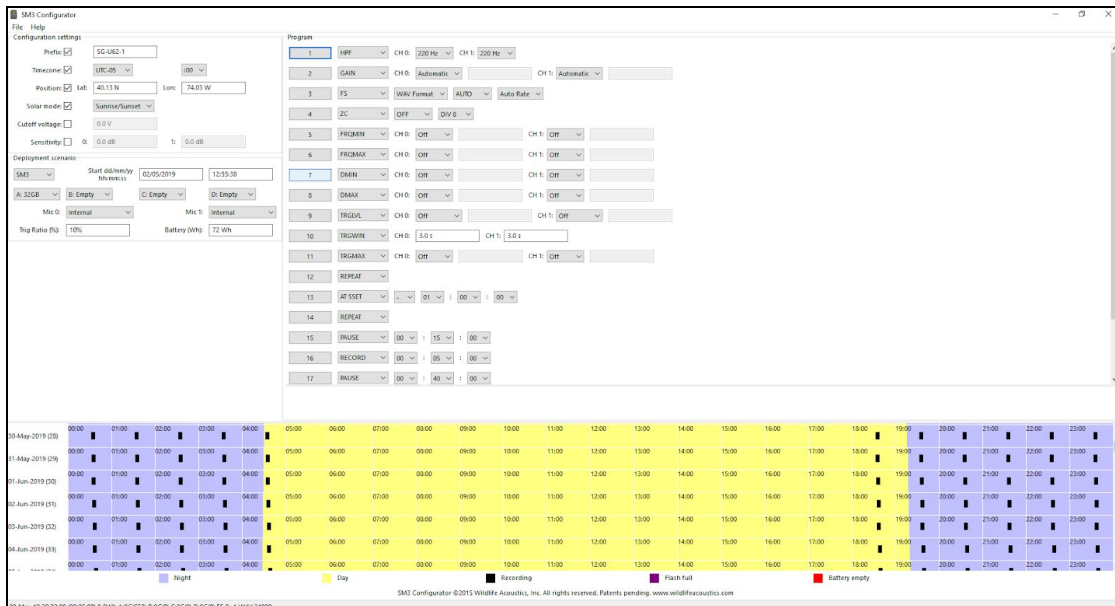 SM3 Configurator
File Help
Configuration settings
Prefix: SG-U62-1
Timezone: UTC-05 :00
Position: Lat: 40.13 N Lon: 74.03 W
Solar mode: Sunrise/Sunset
Cutoff voltage: 0.0 V
Sensitivity: 0: 0.0 dB 1: 0.0 dB
Deployment scenario
SM3 Start dd/mm/yy hh:mm:ss 02/05/2019 12:55:38
A: 32GB B: Empty C: Empty D: Empty
Mic 0: Internal Mic 1: Internal
Trig Ratio (%): 10% Battery (Wh): 72 Wh
Program
1 HPF CH 0: 220 Hz CH 1: 220 Hz
2 GAIN CH 0: Automatic CH 1: Automatic
3 FS WAV Format AUTO Auto Rate
4 ZC OFF DIV 8
5 FRQMIN CH 0: Off CH 1: Off
6 FRQMAX CH 0: Off CH 1: Off
7 DMIN CH 0: Off CH 1: Off
8 DMAX CH 0: Off CH 1: Off
9 TRGLVL CH 0: Off CH 1: Off
10 TRGWIN CH 0: 3.0 s CH 1: 3.0 s
11 TRGMAX CH 0: Off CH 1: Off
12 REPEAT
13 AT SSET - 01 : 00 : 00
14 REPEAT
15 PAUSE 00 : 15 : 00
16 RECORD 00 : 05 : 00
17 PAUSE 00 : 40 : 00
30-May-2019 (28) 00:00 01:00 02:00 03:00 04:00 05:00 06:00 07:00 08:00 09:00 10:00 11:00 12:00 13:00 14:00 15:00 16:00 17:00 18:00 19:00 20:00 21:00 22:00 23:00
31-May-2019 (29) 00:00 01:00 02:00 03:00 04:00 05:00 06:00 07:00 08:00 09:00 10:00 11:00 12:00 13:00 14:00 15:00 16:00 17:00 18:00 19:00 20:00 21:00 22:00 23:00
01-Jun-2019 (30) 00:00 01:00 02:00 03:00 04:00 05:00 06:00 07:00 08:00 09:00 10:00 11:00 12:00 13:00 14:00 15:00 16:00 17:00 18:00 19:00 20:00 21:00 22:00 23:00
02-Jun-2019 (31) 00:00 01:00 02:00 03:00 04:00 05:00 06:00 07:00 08:00 09:00 10:00 11:00 12:00 13:00 14:00 15:00 16:00 17:00 18:00 19:00 20:00 21:00 22:00 23:00
03-Jun-2019 (32) 00:00 01:00 02:00 03:00 04:00 05:00 06:00 07:00 08:00 09:00 10:00 11:00 12:00 13:00 14:00 15:00 16:00 17:00 18:00 19:00 20:00 21:00 22:00 23:00
04-Jun-2019 (33) 00:00 01:00 02:00 03:00 04:00 05:00 06:00 07:00 08:00 09:00 10:00 11:00 12:00 13:00 14:00 15:00 16:00 17:00 18:00 19:00 20:00 21:00 22:00 23:00
00:00 01:00 02:00 03:00 04:00 05:00 06:00 07:00 08:00 09:00 10:00 11:00 12:00 13:00 14:00 15:00 16:00 17:00 18:00 19:00 20:00 21:00 22:00 23:00
Night Day Recording Flash full Battery empty
SM3 Configurator ©2015 Wildlife Acoustics, Inc. All rights reserved. Patents pending. www.wildlifeacoustics.com